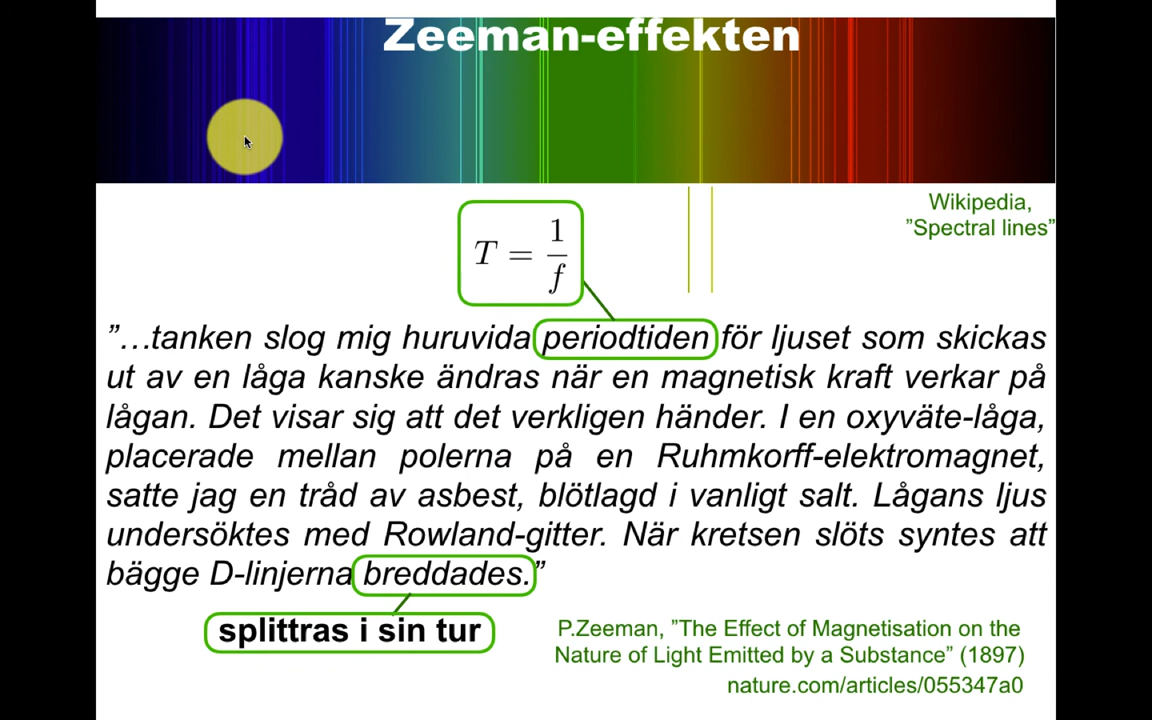 Zeeman-effekten
Wikipedia,
”Spectral lines”
T = 1/f
”…tanken slog mig huruvida periodtiden för ljuset som skickas
ut av en låga kanske ändras när en magnetisk kraft verkar på
lågan. Det visar sig att det verkligen händer. I en oxyväte-låga,
placerade mellan polerna på en Ruhmkorff-elektromagnet,
satte jag en tråd av asbest, blötlagd i vanligt salt. Lågans ljus
undersöktes med Rowland-gitter. När kretsen slöts syntes att
bägge D-linjerna breddades.”
splittras i sin tur
P.Zeeman, ”The Effect of Magnetisation on the
Nature of Light Emitted by a Substance” (1897)
nature.com/articles/055347a0